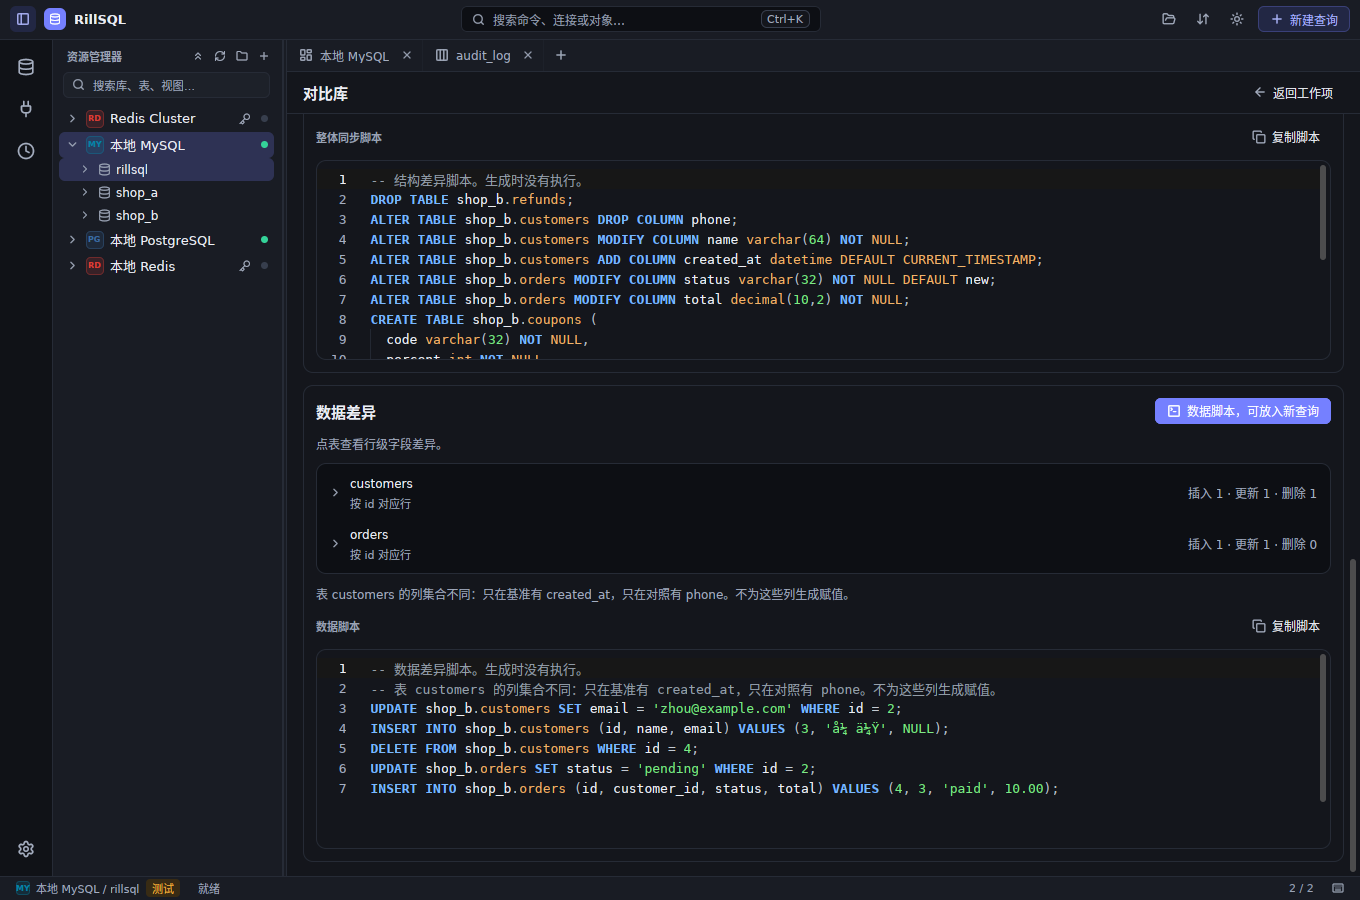 RillSQL
搜索命令、连接或对象... Ctrl+K
新建查询
资源管理器
搜索库、表、视图...
RD Redis Cluster
MY 本地 MySQL
rillsql
shop_a
shop_b
PG 本地 PostgreSQL
RD 本地 Redis
本地 MySQL
audit_log
对比库
返回工作项
整体同步脚本
复制脚本
1 -- 结构差异脚本。生成时没有执行。
2 DROP TABLE shop_b.refunds;
3 ALTER TABLE shop_b.customers DROP COLUMN phone;
4 ALTER TABLE shop_b.customers MODIFY COLUMN name varchar(64) NOT NULL;
5 ALTER TABLE shop_b.customers ADD COLUMN created_at datetime DEFAULT CURRENT_TIMESTAMP;
6 ALTER TABLE shop_b.orders MODIFY COLUMN status varchar(32) NOT NULL DEFAULT new;
7 ALTER TABLE shop_b.orders MODIFY COLUMN total decimal(10,2) NOT NULL;
8 CREATE TABLE shop_b.coupons (
9 code varchar(32) NOT NULL,
10 percent int NOT NULL
数据差异
数据脚本，可放入新查询
点表查看行级字段差异。
customers
按 id 对应行
插入 1 · 更新 1 · 删除 1
orders
按 id 对应行
插入 1 · 更新 1 · 删除 0
表 customers 的列集合不同：只在基准有 created_at，只在对照有 phone。不为这些列生成赋值。
数据脚本
复制脚本
1 -- 数据差异脚本。生成时没有执行。
2 -- 表 customers 的列集合不同：只在基准有 created_at，只在对照有 phone。不为这些列生成赋值。
3 UPDATE shop_b.customers SET email = 'zhou@example.com' WHERE id = 2;
4 INSERT INTO shop_b.customers (id, name, email) VALUES (3, 'å¼ ä¼Ÿ', NULL);
5 DELETE FROM shop_b.customers WHERE id = 4;
6 UPDATE shop_b.orders SET status = 'pending' WHERE id = 2;
7 INSERT INTO shop_b.orders (id, customer_id, status, total) VALUES (4, 3, 'paid', 10.00);
MY 本地 MySQL / rillsql 测试 就绪
2 / 2